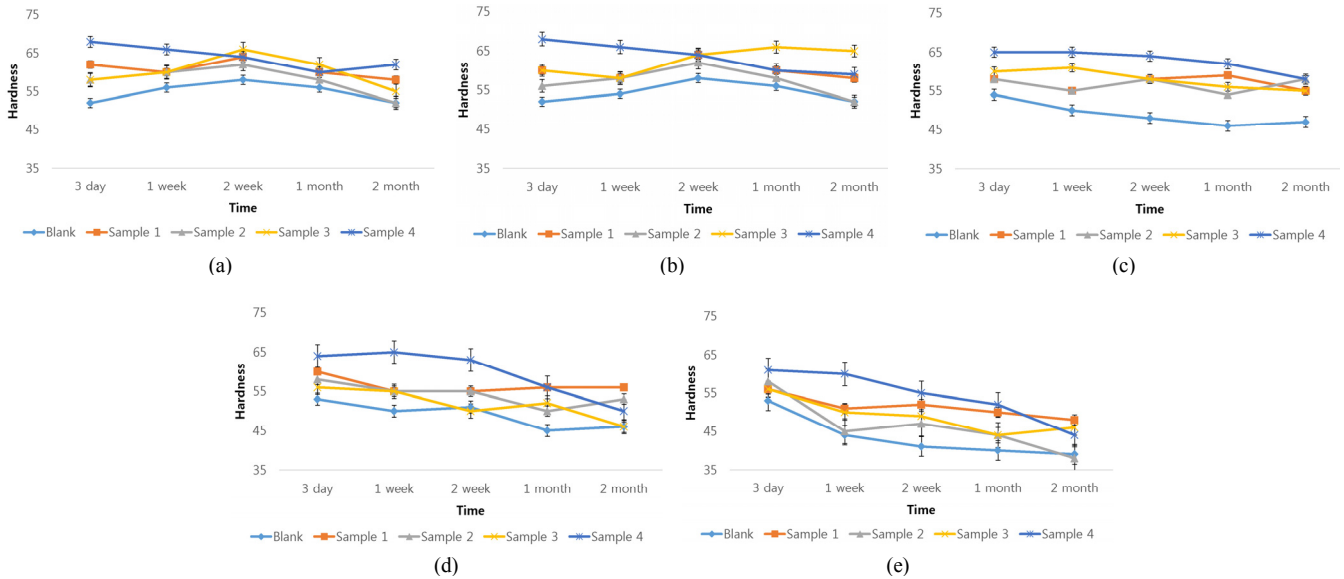 75
65
55
45
35
Hardness
3 day
1 week
2 week
1 month
2 month
Time
Blank
Sample 1
Sample 2
Sample 3
Sample 4
(a)
75
65
55
45
35
Hardness
3 day
1 week
2 week
1 month
2 month
Time
Blank
Sample 1
Sample 2
Sample 3
Sample 4
(b)
75
65
55
45
35
Hardness
3 day
1 week
2 week
1 month
2 month
Time
Blank
Sample 1
Sample 2
Sample 3
Sample 4
(c)
75
65
55
45
35
Hardness
3 day
1 week
2 week
1 month
2 month
Time
Blank
Sample 1
Sample 2
Sample 3
Sample 4
(d)
75
65
55
45
35
Hardness
3 day
1 week
2 week
1 month
2 month
Time
Blank
Sample 1
Sample 2
Sample 3
Sample 4
(e)